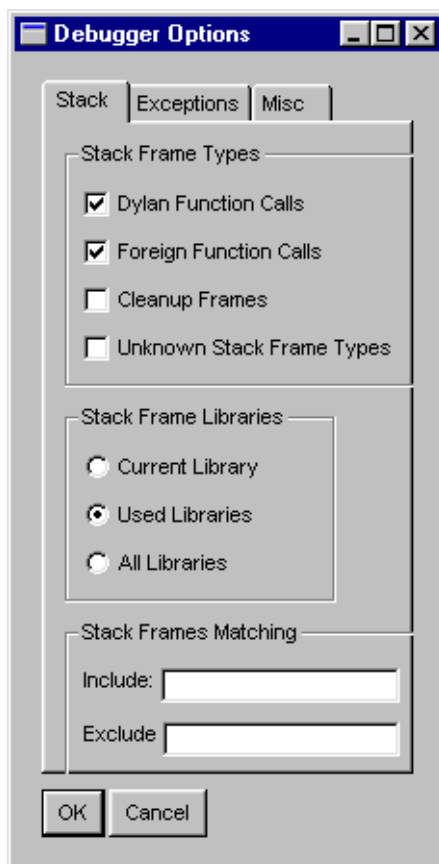 Debugger Options
Stack Exceptions Misc
Stack Frame Types
Dylan Function Calls
Foreign Function Calls
Cleanup Frames
Unknown Stack Frame Types
Stack Frame Libraries
Current Library
Used Libraries
All Libraries
Stack Frames Matching
Include:
Exclude
OK Cancel